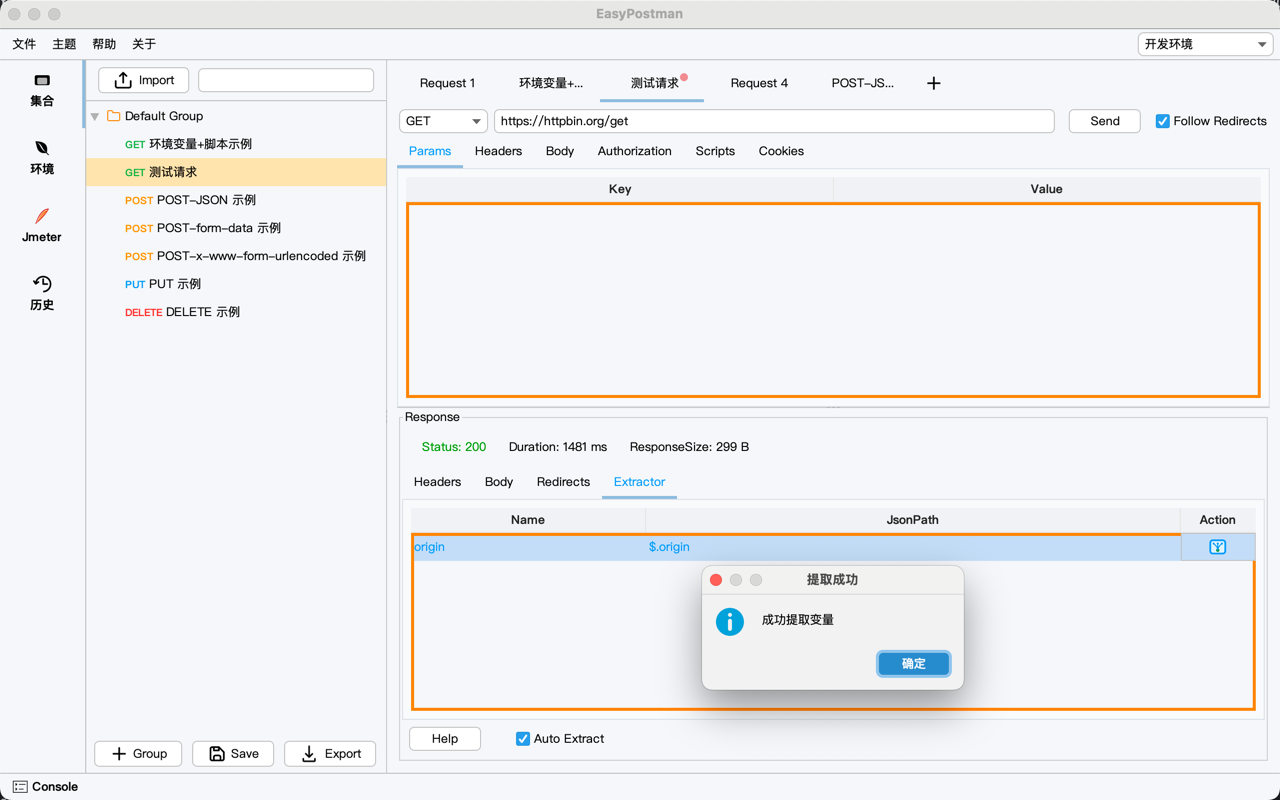 EasyPostman
文件 主题 帮助 关于 开发环境
集合
环境
Jmeter
历史
Import
Default Group
GET 环境变量+脚本示例
GET 测试请求
POST POST-JSON 示例
POST POST-form-data 示例
POST POST-x-www-form-urlencoded 示例
PUT PUT 示例
DELETE DELETE 示例
Group Save Export
Request 1 环境变量+... 测试请求 Request 4 POST-JS... +
GET https://httpbin.org/get Send Follow Redirects
Params Headers Body Authorization Scripts Cookies
Key Value
Response
Status: 200 Duration: 1481 ms ResponseSize: 299 B
Headers Body Redirects Extractor
Name JsonPath Action
origin $.origin
提取成功
成功提取变量
确定
Help Auto Extract
Console